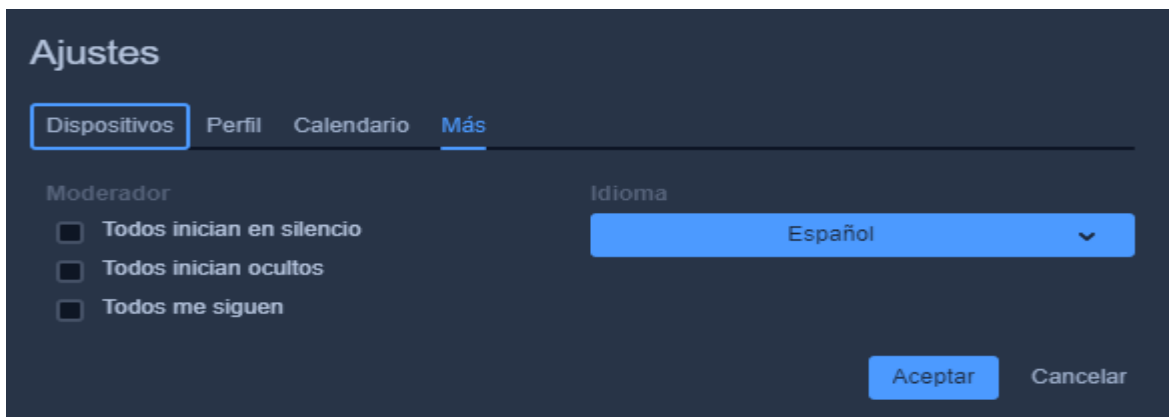 Ajustes
Dispositivos Perfil Calendario Más
Moderador
Todos inician en silencio
Todos inician ocultos
Todos me siguen
Idioma
Español
Aceptar Cancelar